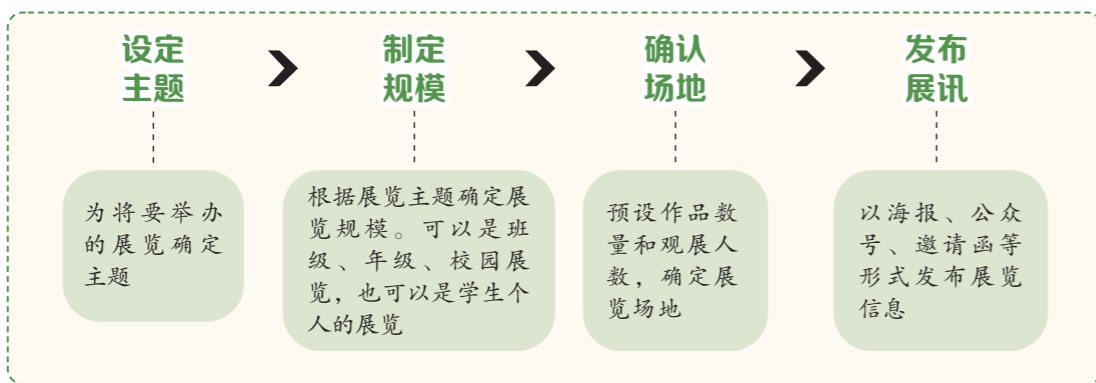 设定
主题
制定
规模
确认
场地
发布
展讯
为将要举办
的展览确定
主题
根据展览主题确定展
览规模。可以是班
级、年级、校园展
览，也可以是学生个
人的展览
预设作品数
量和观展人
数，确定展
览场地
以海报、公众
号、邀请函等
形式发布展览
信息